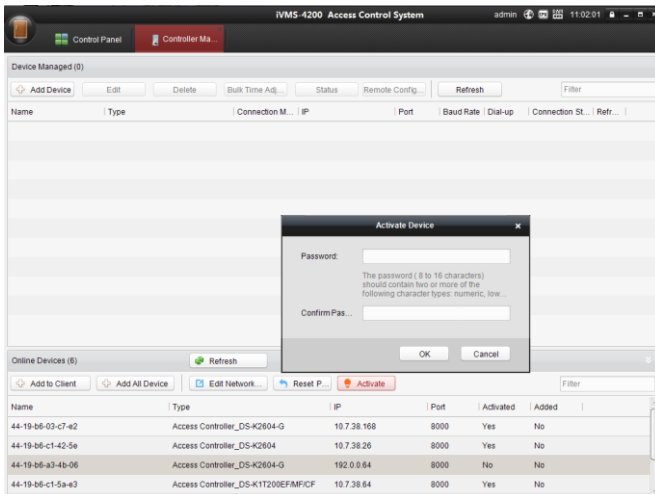 iVMS-4200 Access Control System admin 11:02:01
Control Panel Controller Ma...
Device Managed (0)
Add Device Edit Delete Bulk Time Adj... Status Remote Config... Refresh Filter
Name Type Connection M... IP Port Baud Rate Dial-up Connection St... Refr...
Activate Device
Password:
The password ( 8 to 16 characters)
should contain two or more of the
following character types: numeric, low...
Confirm Pas...
OK Cancel
Online Devices (6) Refresh
Add to Client Add All Device Edit Network... Reset P... Activate Filter
Name Type IP Port Activated Added
44-19-b6-03-c7-e2 Access Controller_DS-K2604-G 10.7.38.168 8000 Yes No
44-19-b6-c1-42-5e Access Controller_DS-K2604 10.7.38.26 8000 Yes No
44-19-b6-a3-4b-06 Access Controller_DS-K2604-G 192.0.0.64 8000 No No
44-19-b6-c1-5a-e3 Access Controller_DS-K1T200EF/MF/CF 10.7.38.64 8000 Yes No